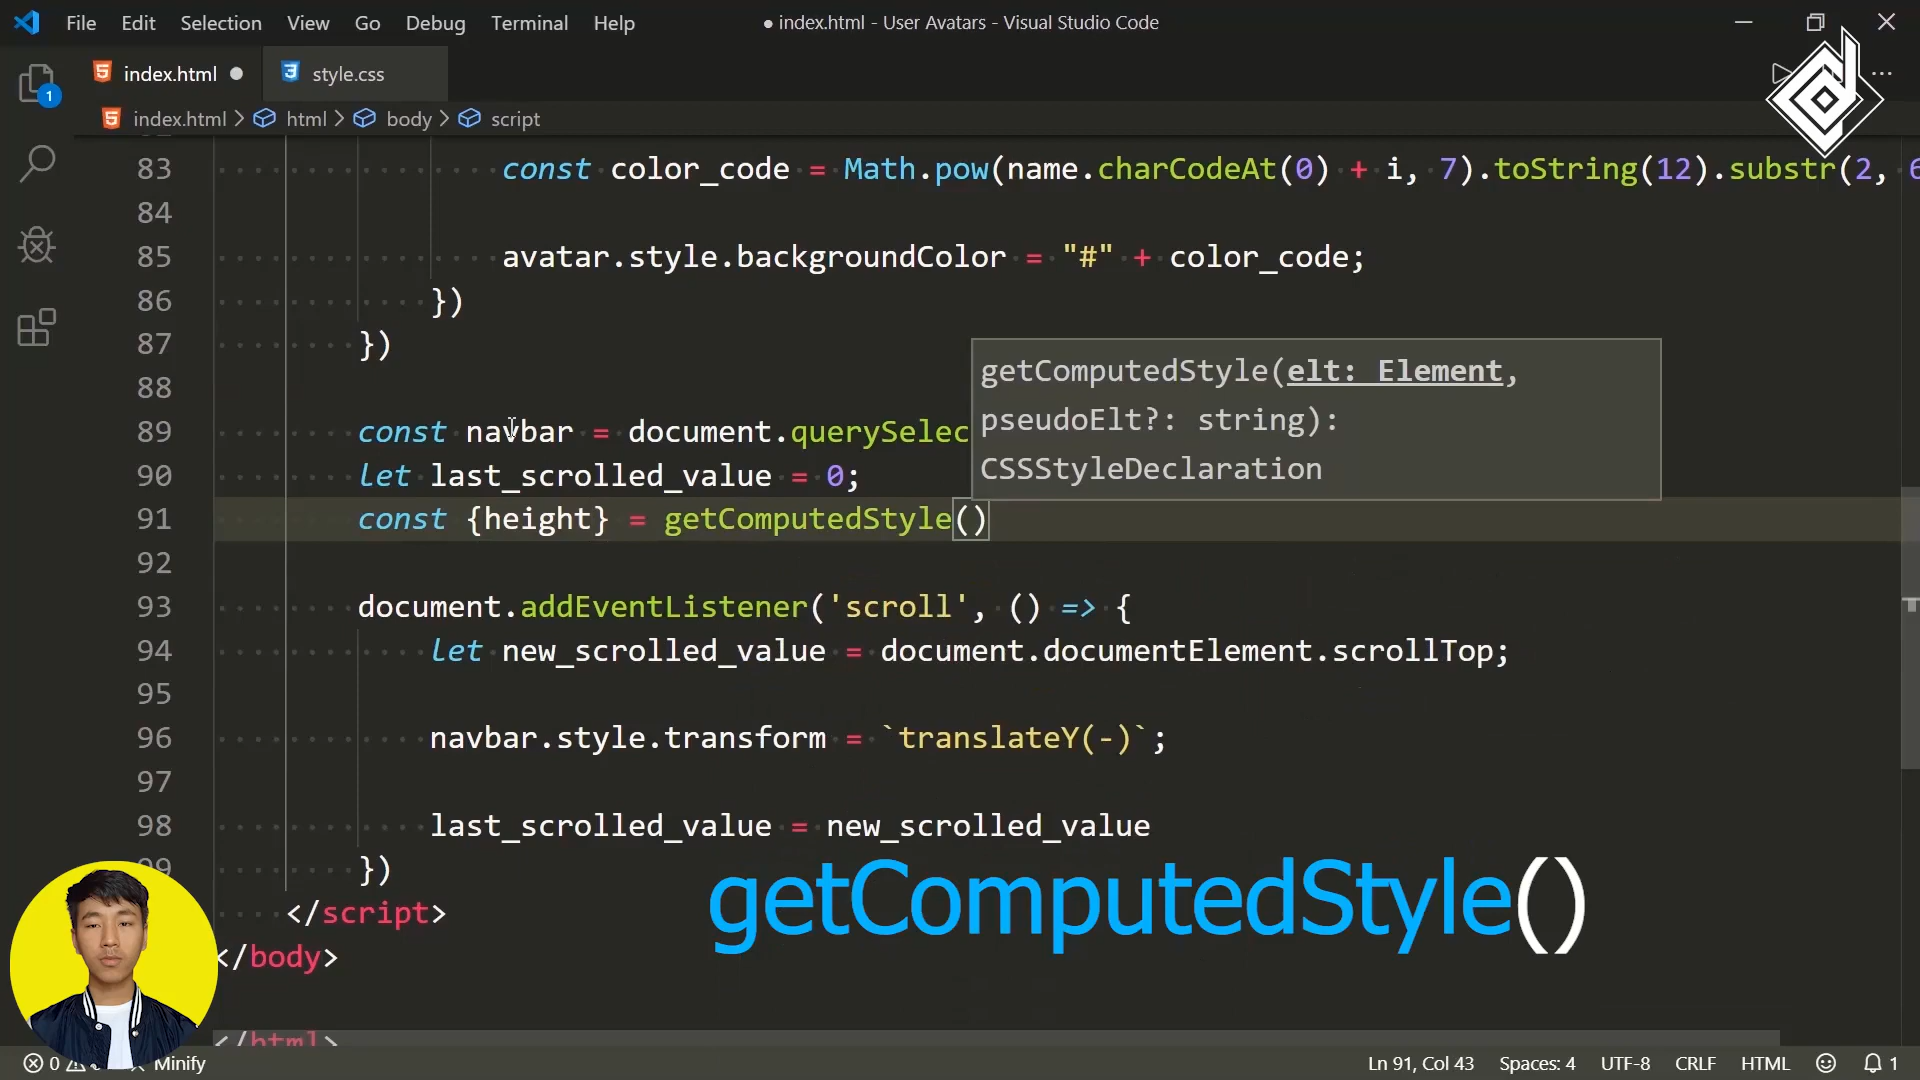 File Edit Selection View Go Debug Terminal Help
● index.html - User Avatars - Visual Studio Code
index.html
style.css
1
index.html > html > body > script
83 const color_code = Math.pow(name.charCodeAt(0) + i, 7).toString(12).substr(2,
84
85 avatar.style.backgroundColor = "#" + color_code;
86 })
87 })
88
getComputedStyle(elt: Element,
pseudoElt?: string):
CSSStyleDeclaration
89 const navbar = document.querySelec
90 let last_scrolled_value = 0;
91 const {height} = getComputedStyle()
92
93 document.addEventListener('scroll', () => {
94 let new_scrolled_value = document.documentElement.scrollTop;
95
96 navbar.style.transform = `translateY(-)`;
97
98 last_scrolled_value = new_scrolled_value
99 })
</script>
getComputedStyle()
</body>
</html>
0 Minify
Ln 91, Col 43 Spaces: 4 UTF-8 CRLF HTML 1